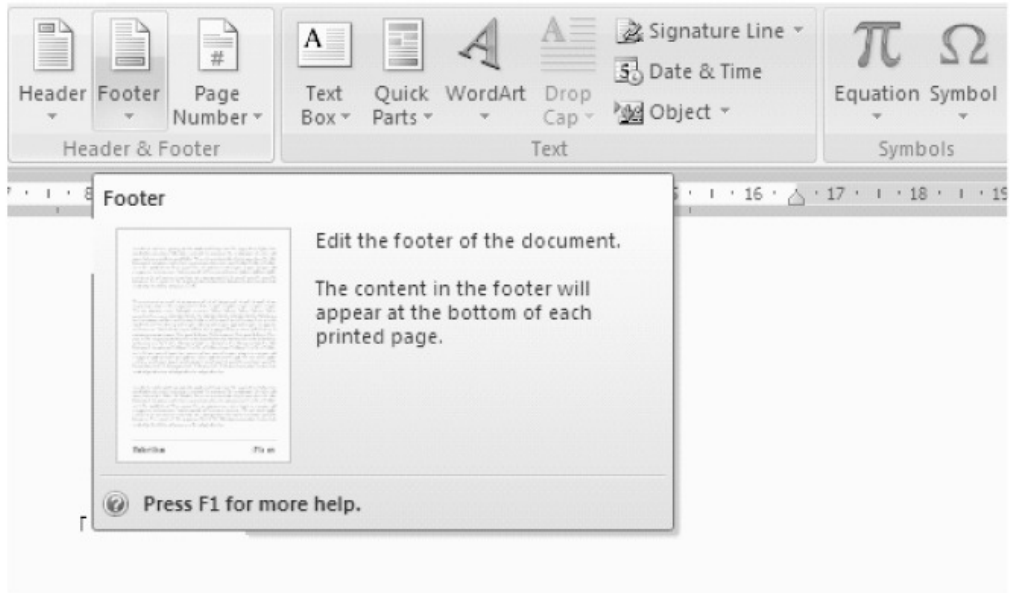 Header Footer Page Number
Header & Footer
A
Text Box Quick Parts WordArt Drop Cap
Signature Line
Date & Time
Object
Text
π Ω
Equation Symbol
Symbols
16 17 18 19
Footer
Edit the footer of the document.
The content in the footer will
appear at the bottom of each
printed page.
Press F1 for more help.